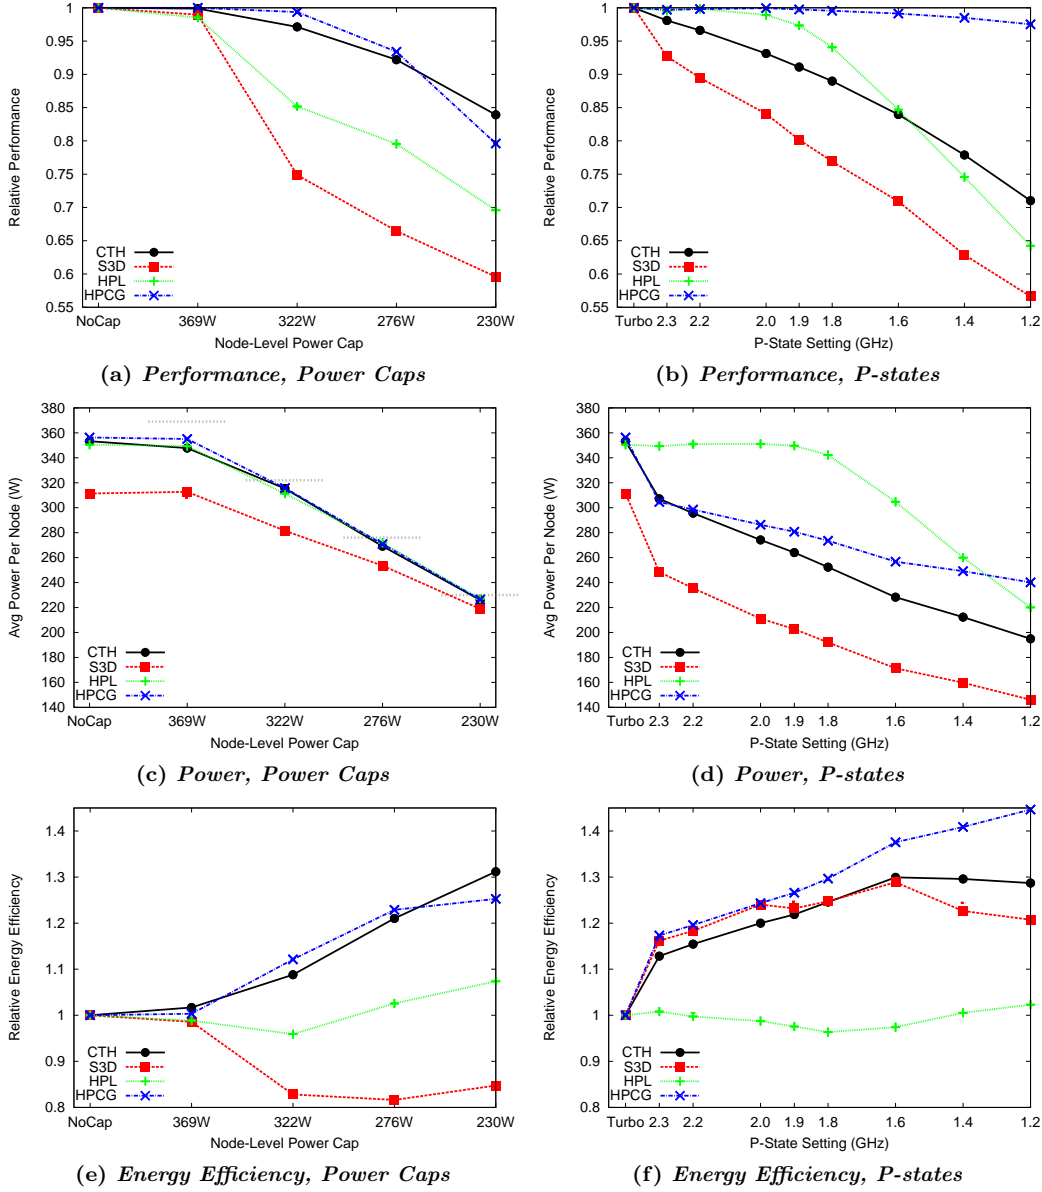 1
0.95
0.9
0.85
0.8
0.75
0.7
0.65
0.6
0.55
Relative Performance
CTH
S3D
HPL
HPCG
NoCap 369W 322W 276W 230W
Node-Level Power Cap
(a) Performance, Power Caps
1
0.95
0.9
0.85
0.8
0.75
0.7
0.65
0.6
0.55
Relative Performance
CTH
S3D
HPL
HPCG
Turbo 2.3 2.2 2.0 1.9 1.8 1.6 1.4 1.2
P-State Setting (GHz)
(b) Performance, P-states
380
360
340
320
300
280
260
240
220
200
180
160
140
Avg Power Per Node (W)
CTH
S3D
HPL
HPCG
NoCap 369W 322W 276W 230W
Node-Level Power Cap
(c) Power, Power Caps
380
360
340
320
300
280
260
240
220
200
180
160
140
Avg Power Per Node (W)
CTH
S3D
HPL
HPCG
Turbo 2.3 2.2 2.0 1.9 1.8 1.6 1.4 1.2
P-State Setting (GHz)
(d) Power, P-states
1.4
1.3
1.2
1.1
1
0.9
0.8
Relative Energy Efficiency
CTH
S3D
HPL
HPCG
NoCap 369W 322W 276W 230W
Node-Level Power Cap
(e) Energy Efficiency, Power Caps
1.4
1.3
1.2
1.1
1
0.9
0.8
Relative Energy Efficiency
CTH
S3D
HPL
HPCG
Turbo 2.3 2.2 2.0 1.9 1.8 1.6 1.4 1.2
P-State Setting (GHz)
(f) Energy Efficiency, P-states